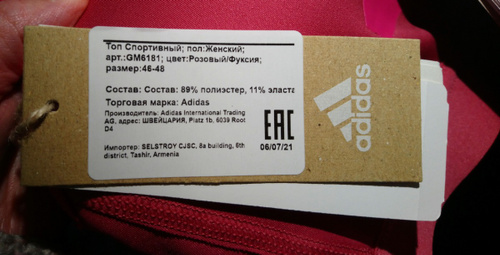 Топ Спортивный; пол:Женский;
арт.:GM6181; цвет:Розовый/Фуксия;
размер:46-48
Состав: Состав: 89% полиэстер, 11% эласта
Торговая марка: Adidas
Производитель: Adidas International Trading
AG, адрес: ШВЕЙЦАРИЯ, Platz 1b, 6039 Root
D4
EAC
06/07/21
Импортер: SELSTROY CJSC, 8a building, 6th
district, Tashir, Armenia
adidas